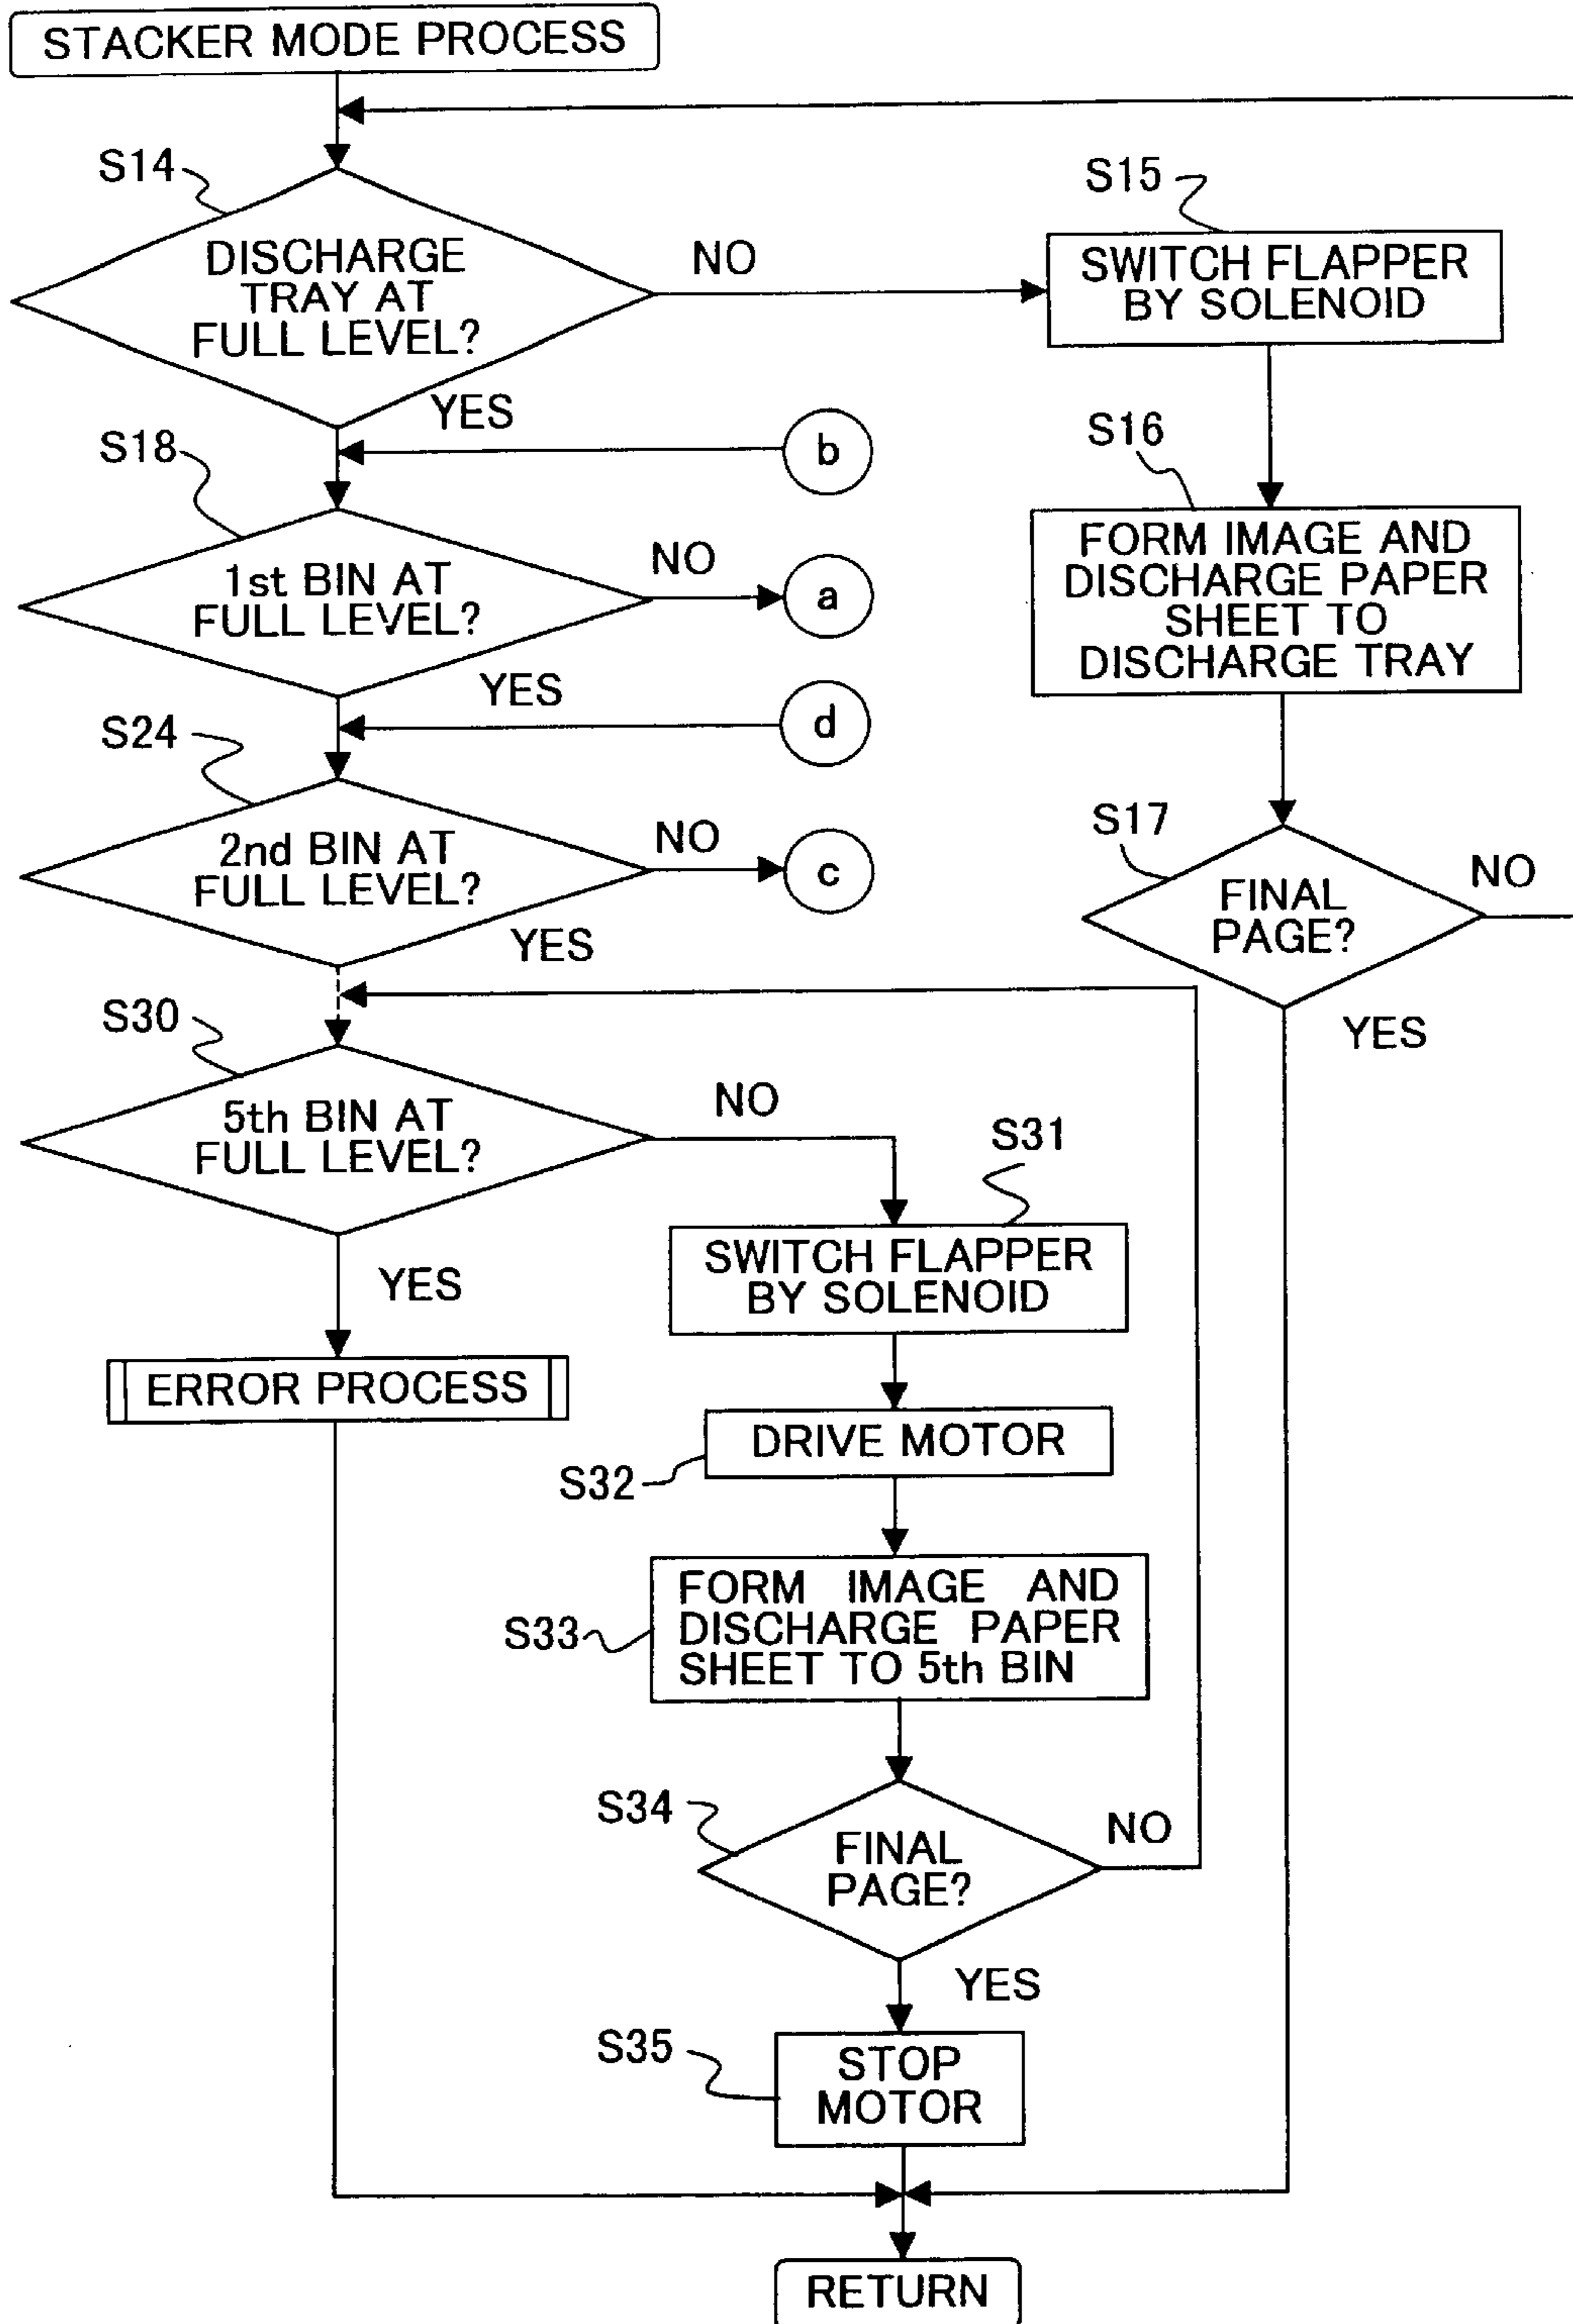 STACKER MODE PROCESS
S14
DISCHARGE
TRAY AT
FULL LEVEL?
NO
YES
S15
SWITCH FLAPPER
BY SOLENOID
S16
FORM IMAGE AND
DISCHARGE PAPER
SHEET TO
DISCHARGE TRAY
S17
FINAL
PAGE?
NO
YES
b
S18
1st BIN AT
FULL LEVEL?
NO
a
YES
d
S24
2nd BIN AT
FULL LEVEL?
NO
c
YES
S30
5th BIN AT
FULL LEVEL?
NO
YES
ERROR PROCESS
S31
SWITCH FLAPPER
BY SOLENOID
DRIVE MOTOR
S32
FORM IMAGE AND
DISCHARGE PAPER
SHEET TO 5th BIN
S33
S34
FINAL
PAGE?
NO
YES
S35
STOP
MOTOR
RETURN